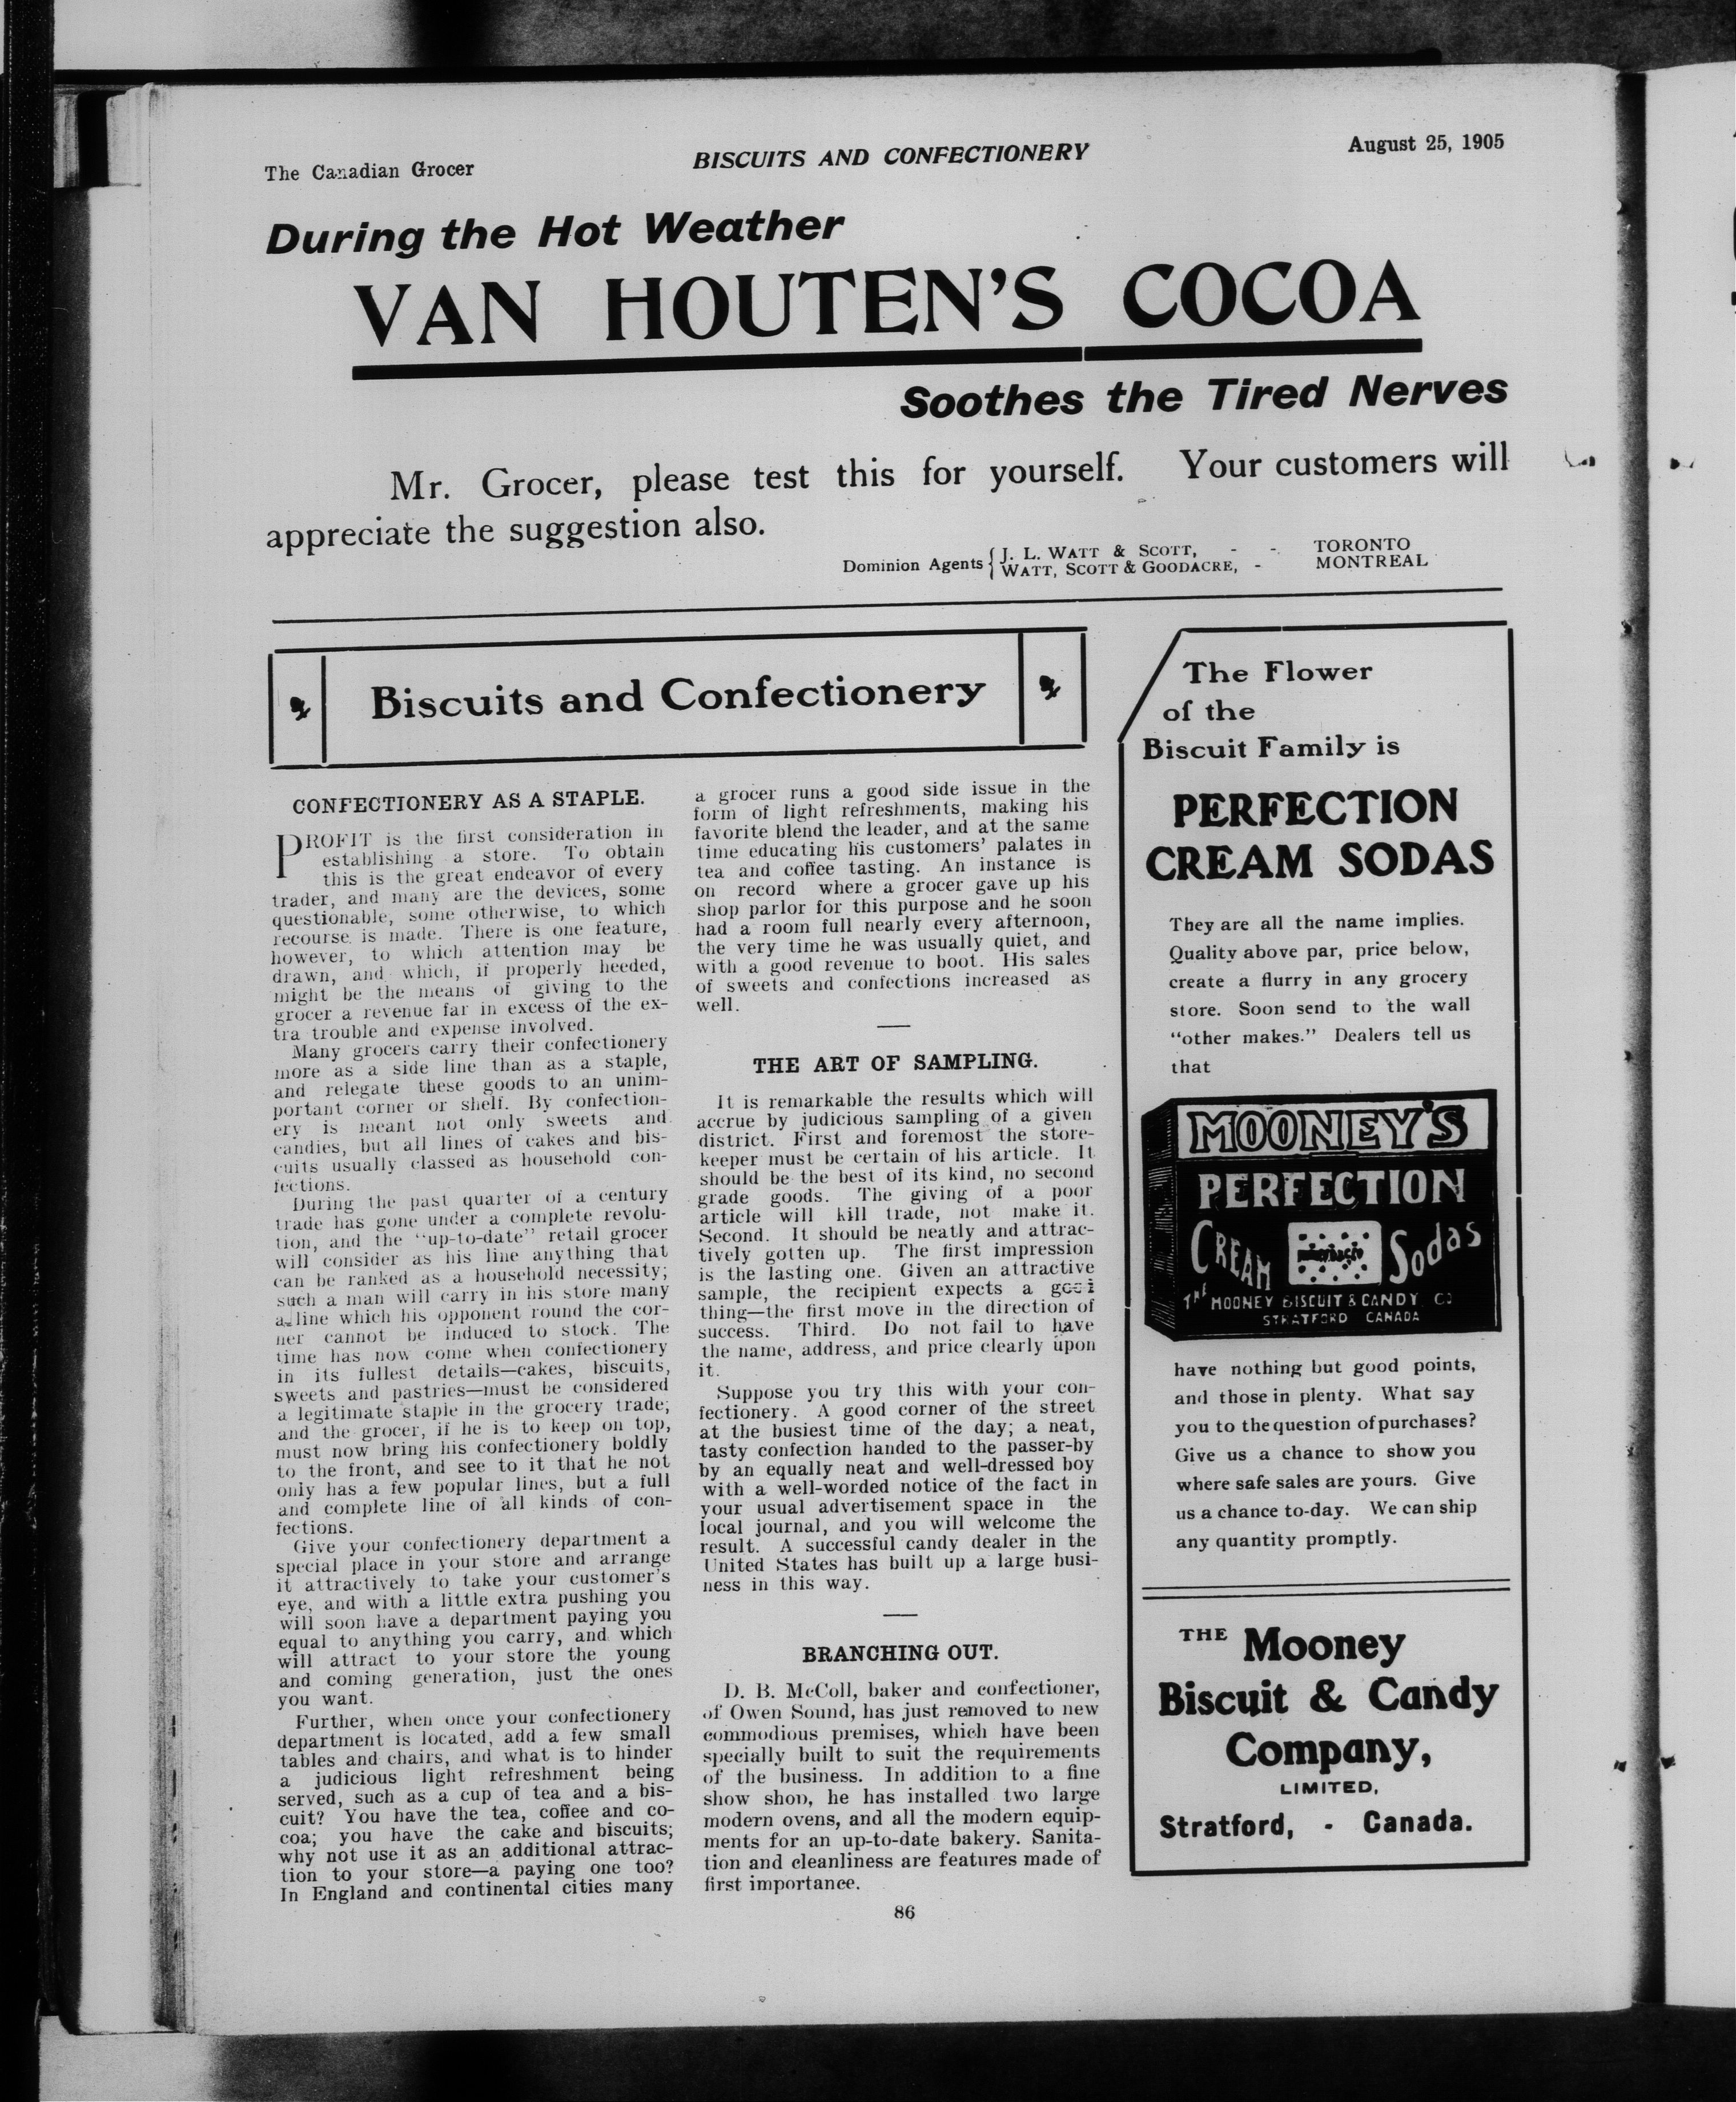 The Canadian Grocer
BISCUITS AND CONFECTIONERY
August 25, 1905
During the Hot Weather
VAN HOUTEN'S COCOA
Soothes the Tired Nerves
Mr. Grocer, please test this for yourself. Your customers will
appreciate the suggestion also.
Dominion Agents { J. L. WATT & SCOTT, - - TORONTO
WATT, SCOTT & GOODACRE, - MONTREAL
Biscuits and Confectionery
CONFECTIONERY AS A STAPLE.
PROFIT is the first consideration in
establishing a store. To obtain
this is the great endeavor of every
trader, and many are the devices, some
questionable, some otherwise, to which
recourse is made. There is one feature,
however, to which attention may be
drawn, and which, if properly heeded,
might be the means of giving to the
grocer a revenue far in excess of the ex-
tra trouble and expense involved.
Many grocers carry their confectionery
more as a side line than as a staple,
and relegate these goods to an unim-
portant corner or shelf. By confection-
ery is meant not only sweets and
candies, but all lines of cakes and bis-
cuits usually classed as household con-
fections.
During the past quarter of a century
trade has gone under a complete revolu-
tion, and the "up-to-date" retail grocer
will consider as his line anything that
can be ranked as a household necessity;
such a man will carry in his store many
a line which his opponent round the cor-
ner cannot be induced to stock. The
time has now come when confectionery
in its fullest details—cakes, biscuits,
sweets and pastries—must be considered
a legitimate staple in the grocery trade;
and the grocer, if he is to keep on top,
must now bring his confectionery boldly
to the front, and see to it that he not
only has a few popular lines, but a full
and complete line of all kinds of con-
fections.
Give your confectionery department a
special place in your store and arrange
it attractively to take your customer's
eye, and with a little extra pushing you
will soon have a department paying you
equal to anything you carry, and which
will attract to your store the young
and coming generation, just the ones
you want.
Further, when once your confectionery
department is located, add a few small
tables and chairs, and what is to hinder
a judicious light refreshment being
served, such as a cup of tea and a bis-
cuit? You have the tea, coffee and co-
coa; you have the cake and biscuits;
why not use it as an additional attrac-
tion to your store—a paying one too?
In England and continental cities many
a grocer runs a good side issue in the
form of light refreshments, making his
favorite blend the leader, and at the same
time educating his customers' palates in
tea and coffee tasting. An instance is
on record where a grocer gave up his
shop parlor for this purpose and he soon
had a room full nearly every afternoon,
the very time he was usually quiet, and
with a good revenue to boot. His sales
of sweets and confections increased as
well.
THE ART OF SAMPLING.
It is remarkable the results which will
accrue by judicious sampling of a given
district. First and foremost the store-
keeper must be certain of his article. It
should be the best of its kind, no second
grade goods. The giving of a poor
article will kill trade, not make it.
Second. It should be neatly and attrac-
tively gotten up. The first impression
is the lasting one. Given an attractive
sample, the recipient expects a good
thing—the first move in the direction of
success. Third. Do not fail to have
the name, address, and price clearly upon
it.
Suppose you try this with your con-
fectionery. A good corner of the street
at the busiest time of the day; a neat,
tasty confection handed to the passer-by
by an equally neat and well-dressed boy
with a well-worded notice of the fact in
your usual advertisement space in the
local journal, and you will welcome the
result. A successful candy dealer in the
United States has built up a large busi-
ness in this way.
BRANCHING OUT.
D. B. McColl, baker and confectioner,
of Owen Sound, has just removed to new
commodious premises, which have been
specially built to suit the requirements
of the business. In addition to a fine
show shop, he has installed two large
modern ovens, and all the modern equip-
ments for an up-to-date bakery. Sanita-
tion and cleanliness are features made of
first importance.
The Flower
of the
Biscuit Family is
PERFECTION
CREAM SODAS
They are all the name implies.
Quality above par, price below,
create a flurry in any grocery
store. Soon send to the wall
"other makes." Dealers tell us
that
MOONEY'S
PERFECTION
CREAM Sodas
THE MOONEY BISCUIT & CANDY CO
STRATFORD CANADA
have nothing but good points,
and those in plenty. What say
you to the question of purchases?
Give us a chance to show you
where safe sales are yours. Give
us a chance to-day. We can ship
any quantity promptly.
THE Mooney
Biscuit & Candy
Company,
LIMITED,
Stratford, - Canada.
86